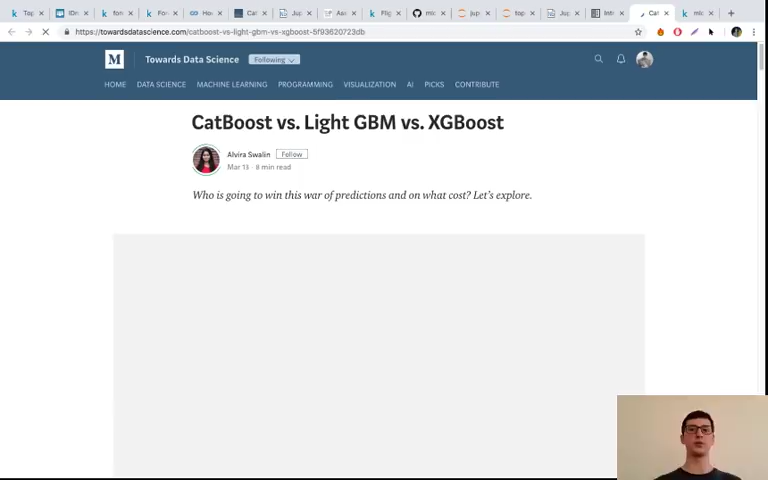 https://towardsdatascience.com/catboost-vs-light-gbm-vs-xgboost-5f93620723db
M Towards Data Science Following
HOME DATA SCIENCE MACHINE LEARNING PROGRAMMING VISUALIZATION AI PICKS CONTRIBUTE
CatBoost vs. Light GBM vs. XGBoost
Alvira Swalin Follow
Mar 13 · 8 min read
Who is going to win this war of predictions and on what cost? Let's explore.